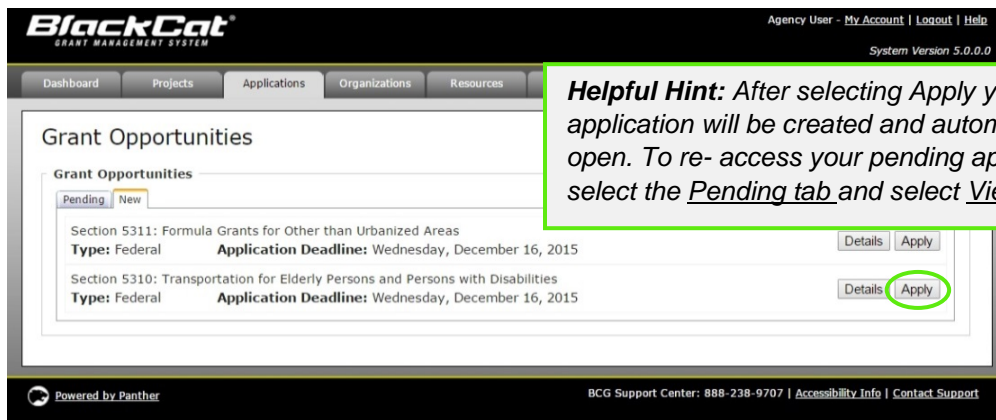 BlackCat
GRANT MANAGEMENT SYSTEM
Agency User - My Account | Logout | Help
System Version 5.0.0.0
Dashboard Projects Applications Organizations Resources
Helpful Hint: After selecting Apply y
application will be created and autom
open. To re- access your pending ap
select the Pending tab and select Vie
Grant Opportunities
Grant Opportunities
Pending New
Section 5311: Formula Grants for Other than Urbanized Areas
Type: Federal Application Deadline: Wednesday, December 16, 2015
Details Apply
Section 5310: Transportation for Elderly Persons and Persons with Disabilities
Type: Federal Application Deadline: Wednesday, December 16, 2015
Details Apply
Powered by Panther
BCG Support Center: 888-238-9707 | Accessibility Info | Contact Support